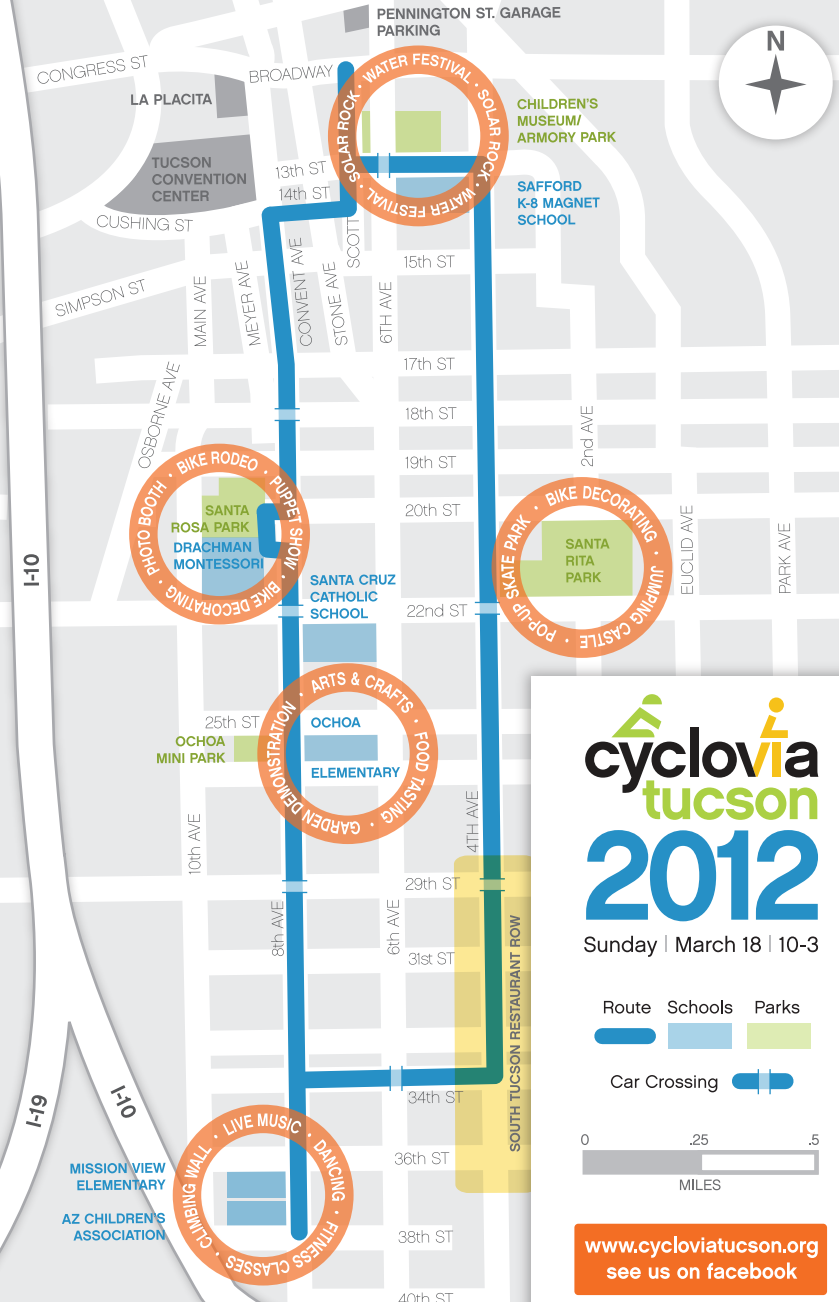 PENNINGTON ST. GARAGE
PARKING
CONGRESS ST
BROADWAY
LA PLACITA
SOLAR ROCK · WATER FESTIVAL · SOLAR ROCK · WATER FESTIVAL ·
N
CHILDREN'S
MUSEUM/
ARMORY PARK
TUCSON
CONVENTION
CENTER
13th ST
14th ST
SAFFORD
K-8 MAGNET
SCHOOL
CUSHING ST
SCOTT
15th ST
SIMPSON ST
MAIN AVE
MEYER AVE
CONVENT AVE
STONE AVE
6TH AVE
17th ST
OSBORNE AVE
18th ST
2nd AVE
19th ST
20th ST
PHOTO BOOTH · BIKE RODEO · PUPPET SHOW · BIKE DECORATING ·
SANTA
ROSA PARK
DRACHMAN
MONTESSORI
POP-UP SKATE PARK · BIKE DECORATING · JUMPING CASTLE ·
SANTA
RITA
PARK
EUCLID AVE
PARK AVE
I-10
SANTA CRUZ
CATHOLIC
SCHOOL
22nd ST
GARDEN DEMONSTRATION · ARTS & CRAFTS · FOOD TASTING ·
25th ST
OCHOA
MINI PARK
OCHOA
ELEMENTARY
10th AVE
4TH AVE
29th ST
8th AVE
6th AVE
31st ST
SOUTH TUCSON RESTAURANT ROW
34th ST
I-19
I-10
CLIMBING WALL · LIVE MUSIC · DANCING · FITNESS CLASSES ·
MISSION VIEW
ELEMENTARY
AZ CHILDREN'S
ASSOCIATION
36th ST
38th ST
40th ST
cyclovia
tucson
2012
Sunday | March 18 | 10-3
Route Schools Parks
Car Crossing
0 .25 .5
MILES
www.cycloviatucson.org
see us on facebook